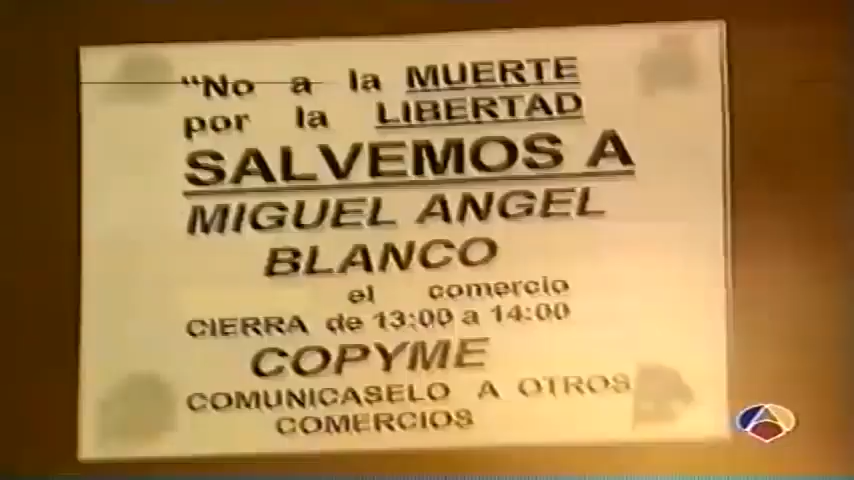 "No a la MUERTE
por la LIBERTAD
SALVEMOS A
MIGUEL ANGEL
BLANCO
el comercio
CIERRA de 13:00 a 14:00
COPYME
COMUNICASELO A OTROS
COMERCIOS